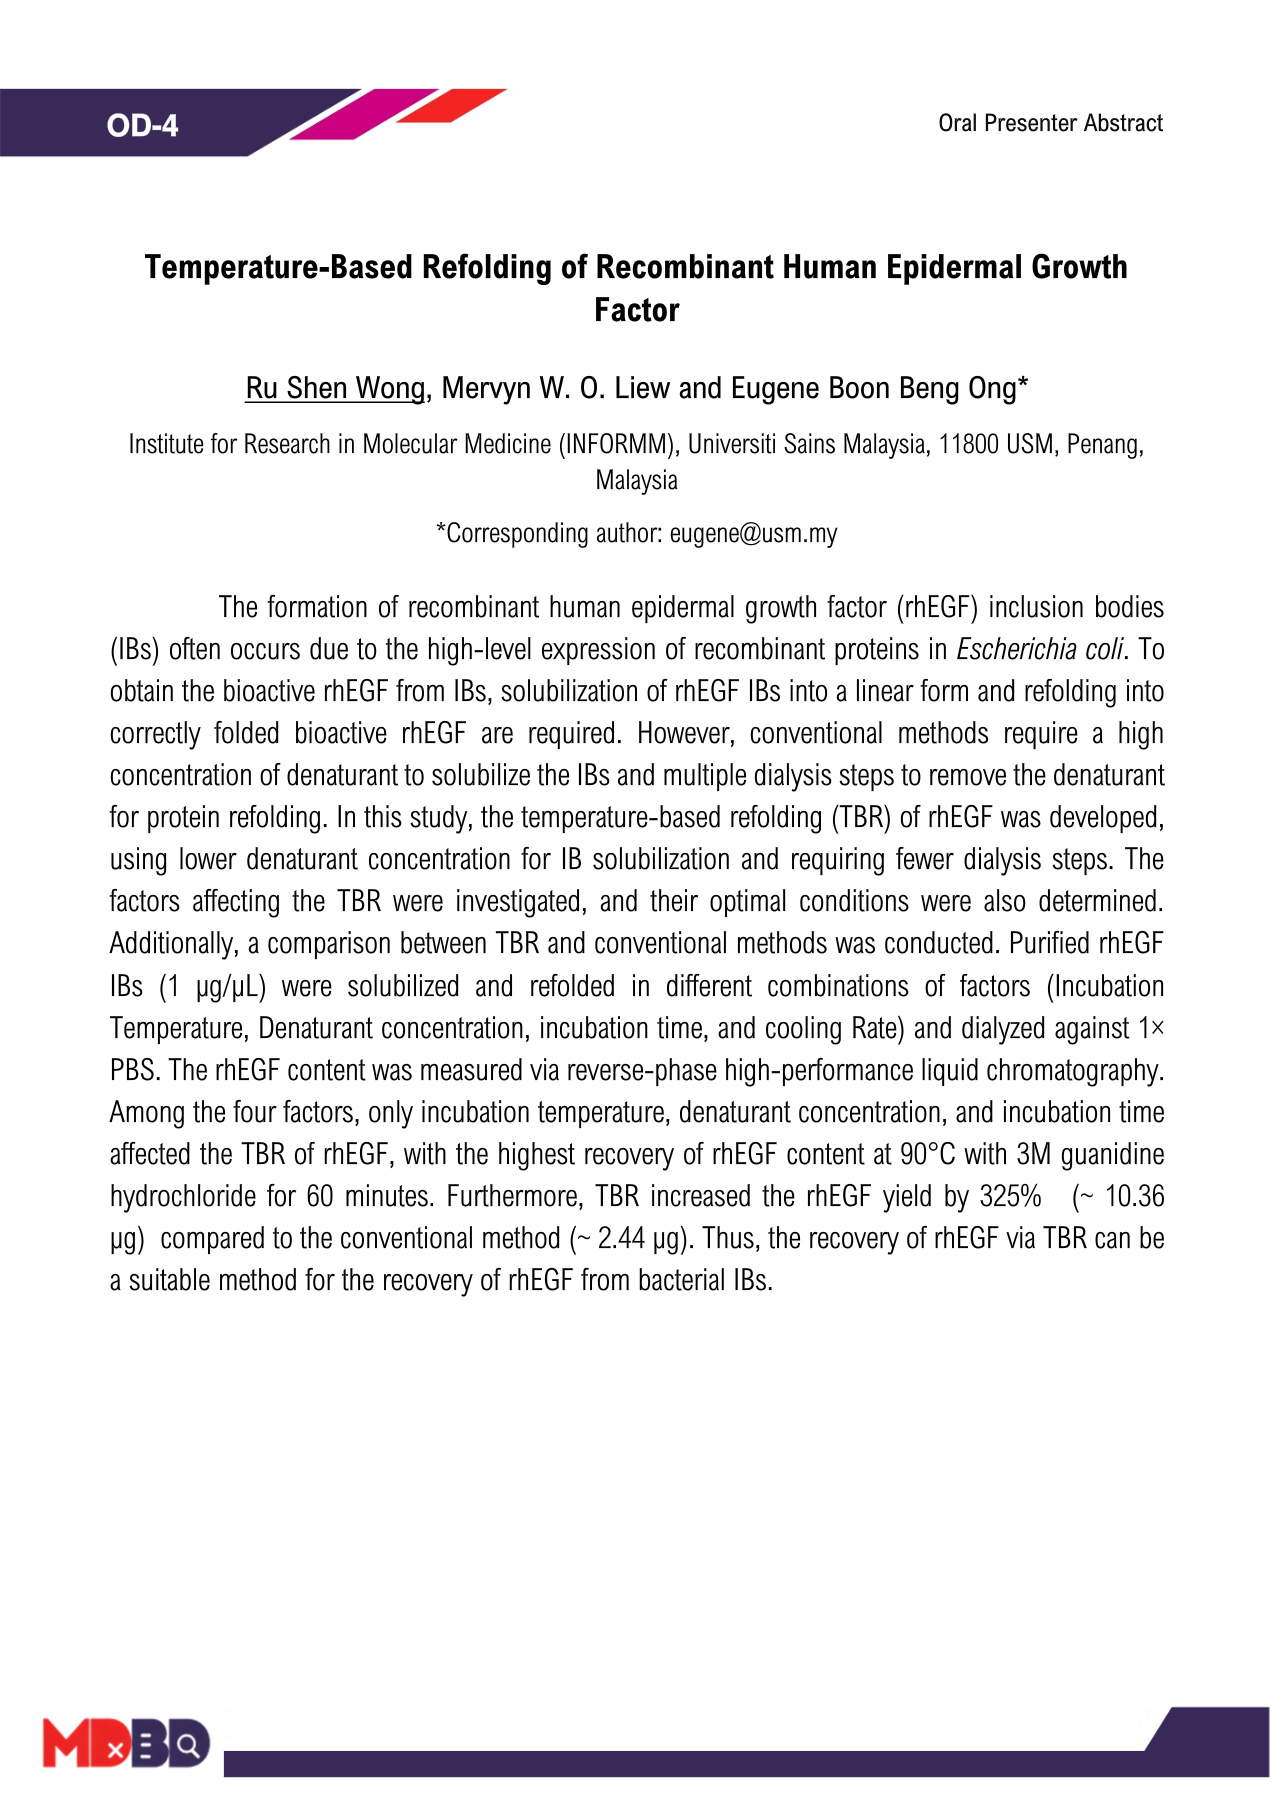 OD-4
Oral Presenter Abstract
Temperature-Based Refolding of Recombinant Human Epidermal Growth
Factor
Ru Shen Wong, Mervyn W. O. Liew and Eugene Boon Beng Ong*
Institute for Research in Molecular Medicine (INFORMM), Universiti Sains Malaysia, 11800 USM, Penang,
Malaysia
*Corresponding author: eugene@usm.my
The formation of recombinant human epidermal growth factor (rhEGF) inclusion bodies
(IBs) often occurs due to the high-level expression of recombinant proteins in Escherichia coli. To
obtain the bioactive rhEGF from IBs, solubilization of rhEGF IBs into a linear form and refolding into
correctly folded bioactive rhEGF are required. However, conventional methods require a high
concentration of denaturant to solubilize the IBs and multiple dialysis steps to remove the denaturant
for protein refolding. In this study, the temperature-based refolding (TBR) of rhEGF was developed,
using lower denaturant concentration for IB solubilization and requiring fewer dialysis steps. The
factors affecting the TBR were investigated, and their optimal conditions were also determined.
Additionally, a comparison between TBR and conventional methods was conducted. Purified rhEGF
IBs (1 µg/µL) were solubilized and refolded in different combinations of factors (Incubation
Temperature, Denaturant concentration, incubation time, and cooling Rate) and dialyzed against 1×
PBS. The rhEGF content was measured via reverse-phase high-performance liquid chromatography.
Among the four factors, only incubation temperature, denaturant concentration, and incubation time
affected the TBR of rhEGF, with the highest recovery of rhEGF content at 90°C with 3M guanidine
hydrochloride for 60 minutes. Furthermore, TBR increased the rhEGF yield by 325% (~ 10.36
µg) compared to the conventional method (~ 2.44 µg). Thus, the recovery of rhEGF via TBR can be
a suitable method for the recovery of rhEGF from bacterial IBs.
MDxBD